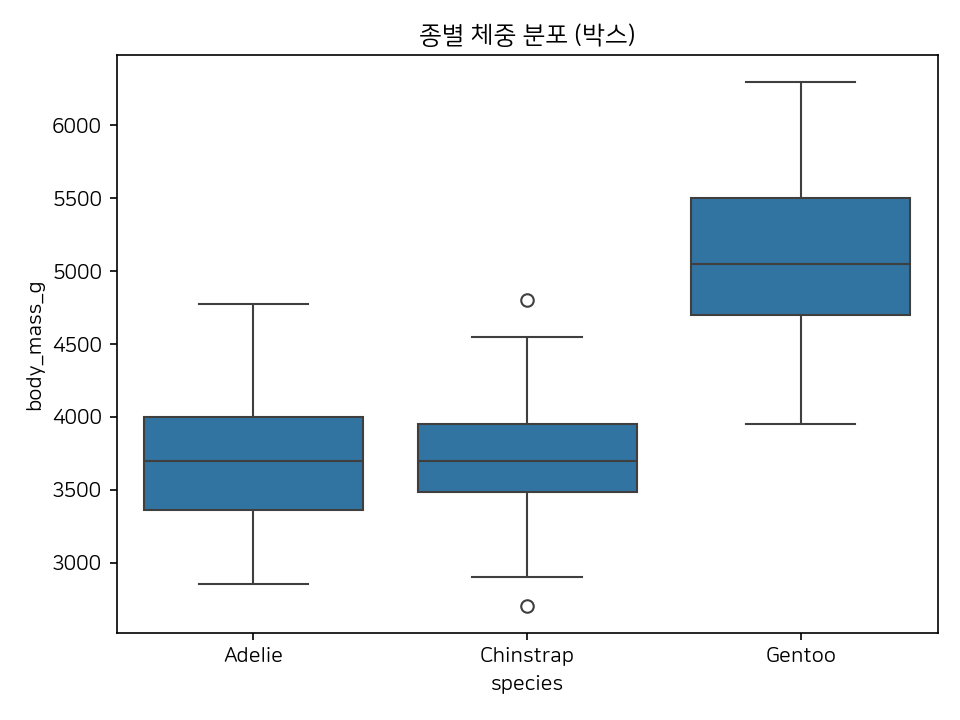 종별 체중 분포 (박스)
body_mass_g
6000
5500
5000
4500
4000
3500
3000
Adelie
Chinstrap
Gentoo
species